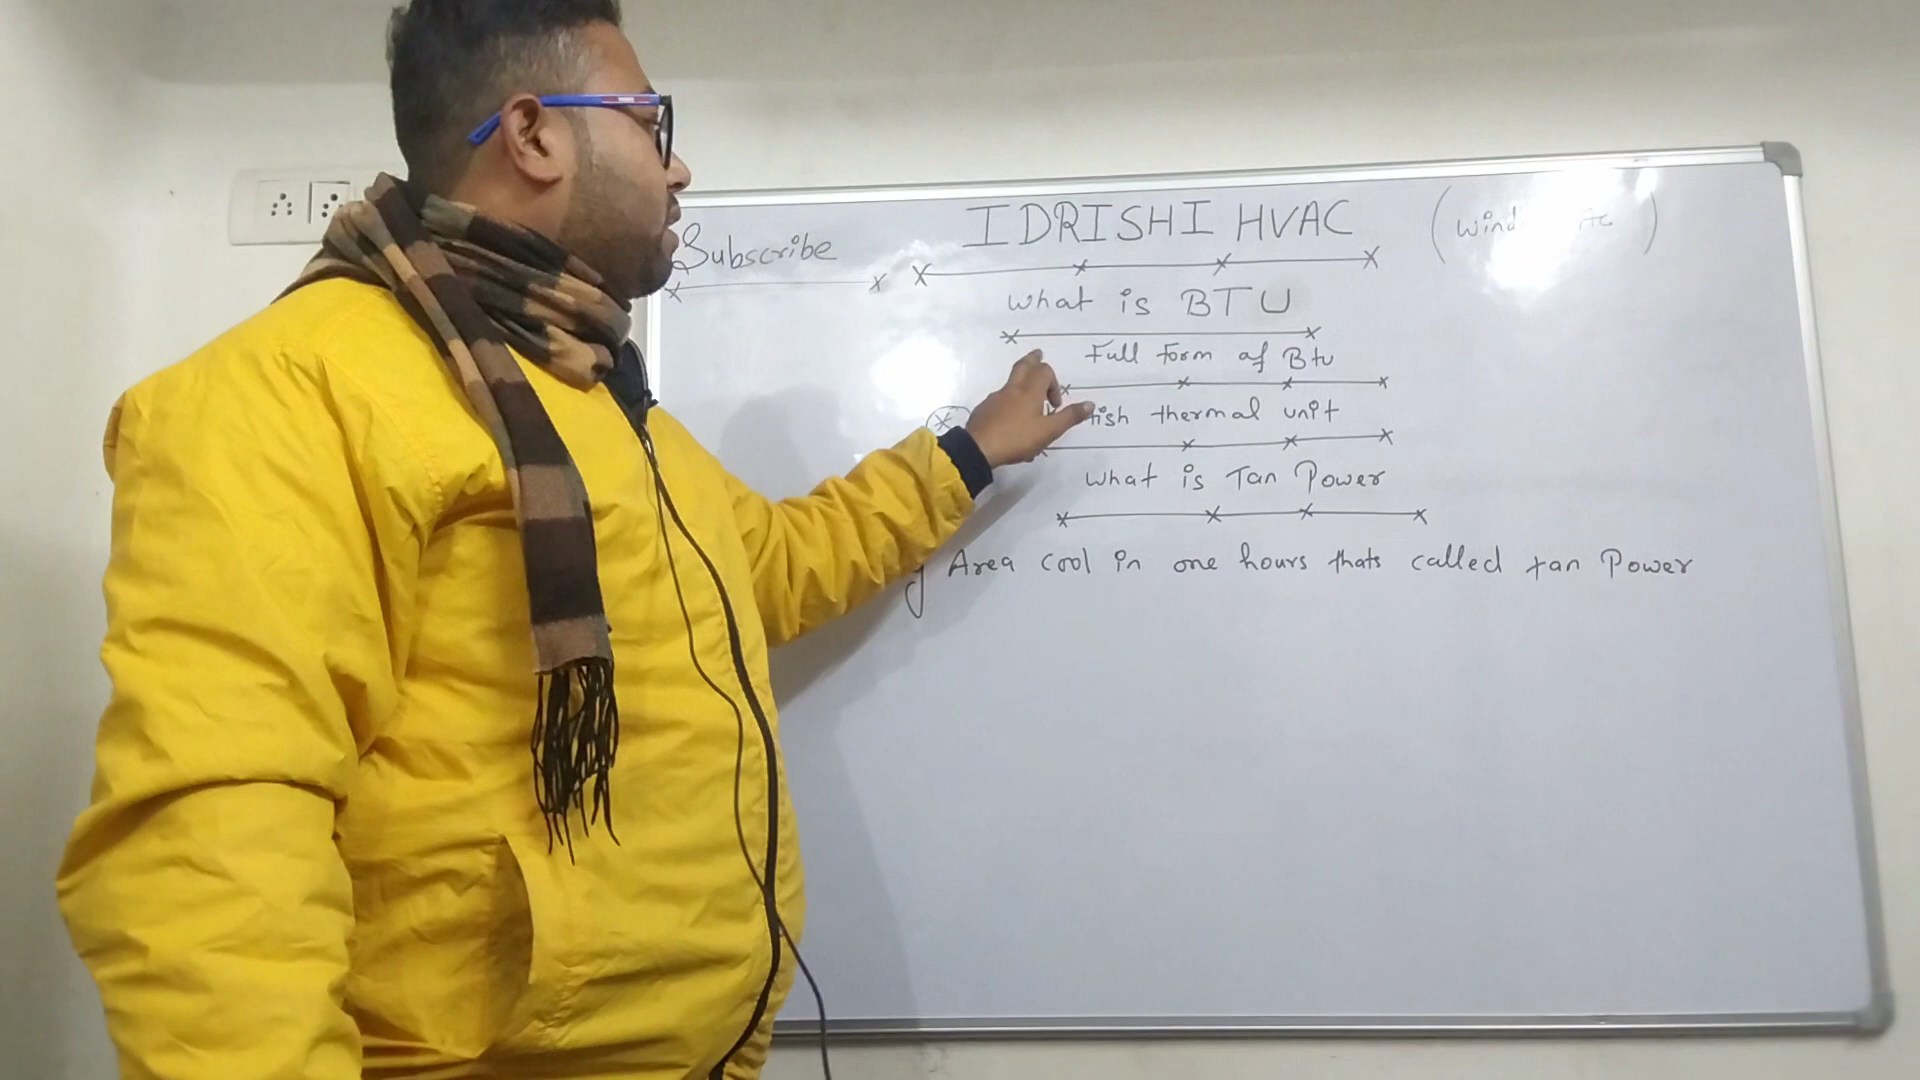 Subscribe
IDRISHI HVAC
What is BTU
Full Form of Btu
thermal unit
What is Tan Power
Area cool in one hours thats called tan Power